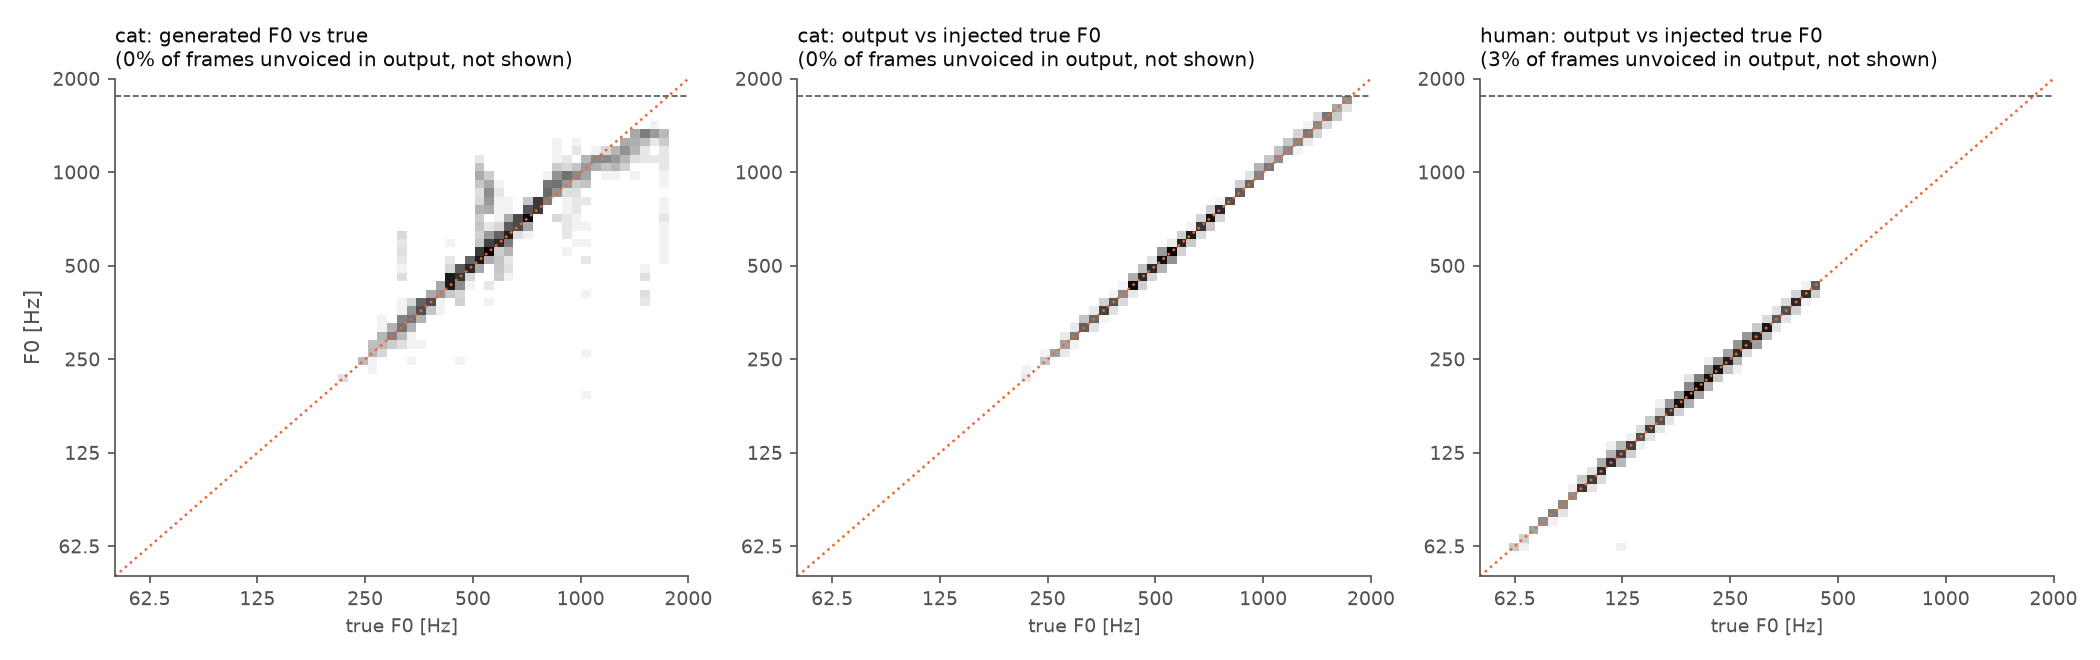 cat: generated F0 vs true
(0% of frames unvoiced in output, not shown)
2000
1000
500
250
125
62.5
F0 [Hz]
62.5 125 250 500 1000 2000
true F0 [Hz]
cat: output vs injected true F0
(0% of frames unvoiced in output, not shown)
2000
1000
500
250
125
62.5
62.5 125 250 500 1000 2000
true F0 [Hz]
human: output vs injected true F0
(3% of frames unvoiced in output, not shown)
2000
1000
500
250
125
62.5
62.5 125 250 500 1000 2000
true F0 [Hz]